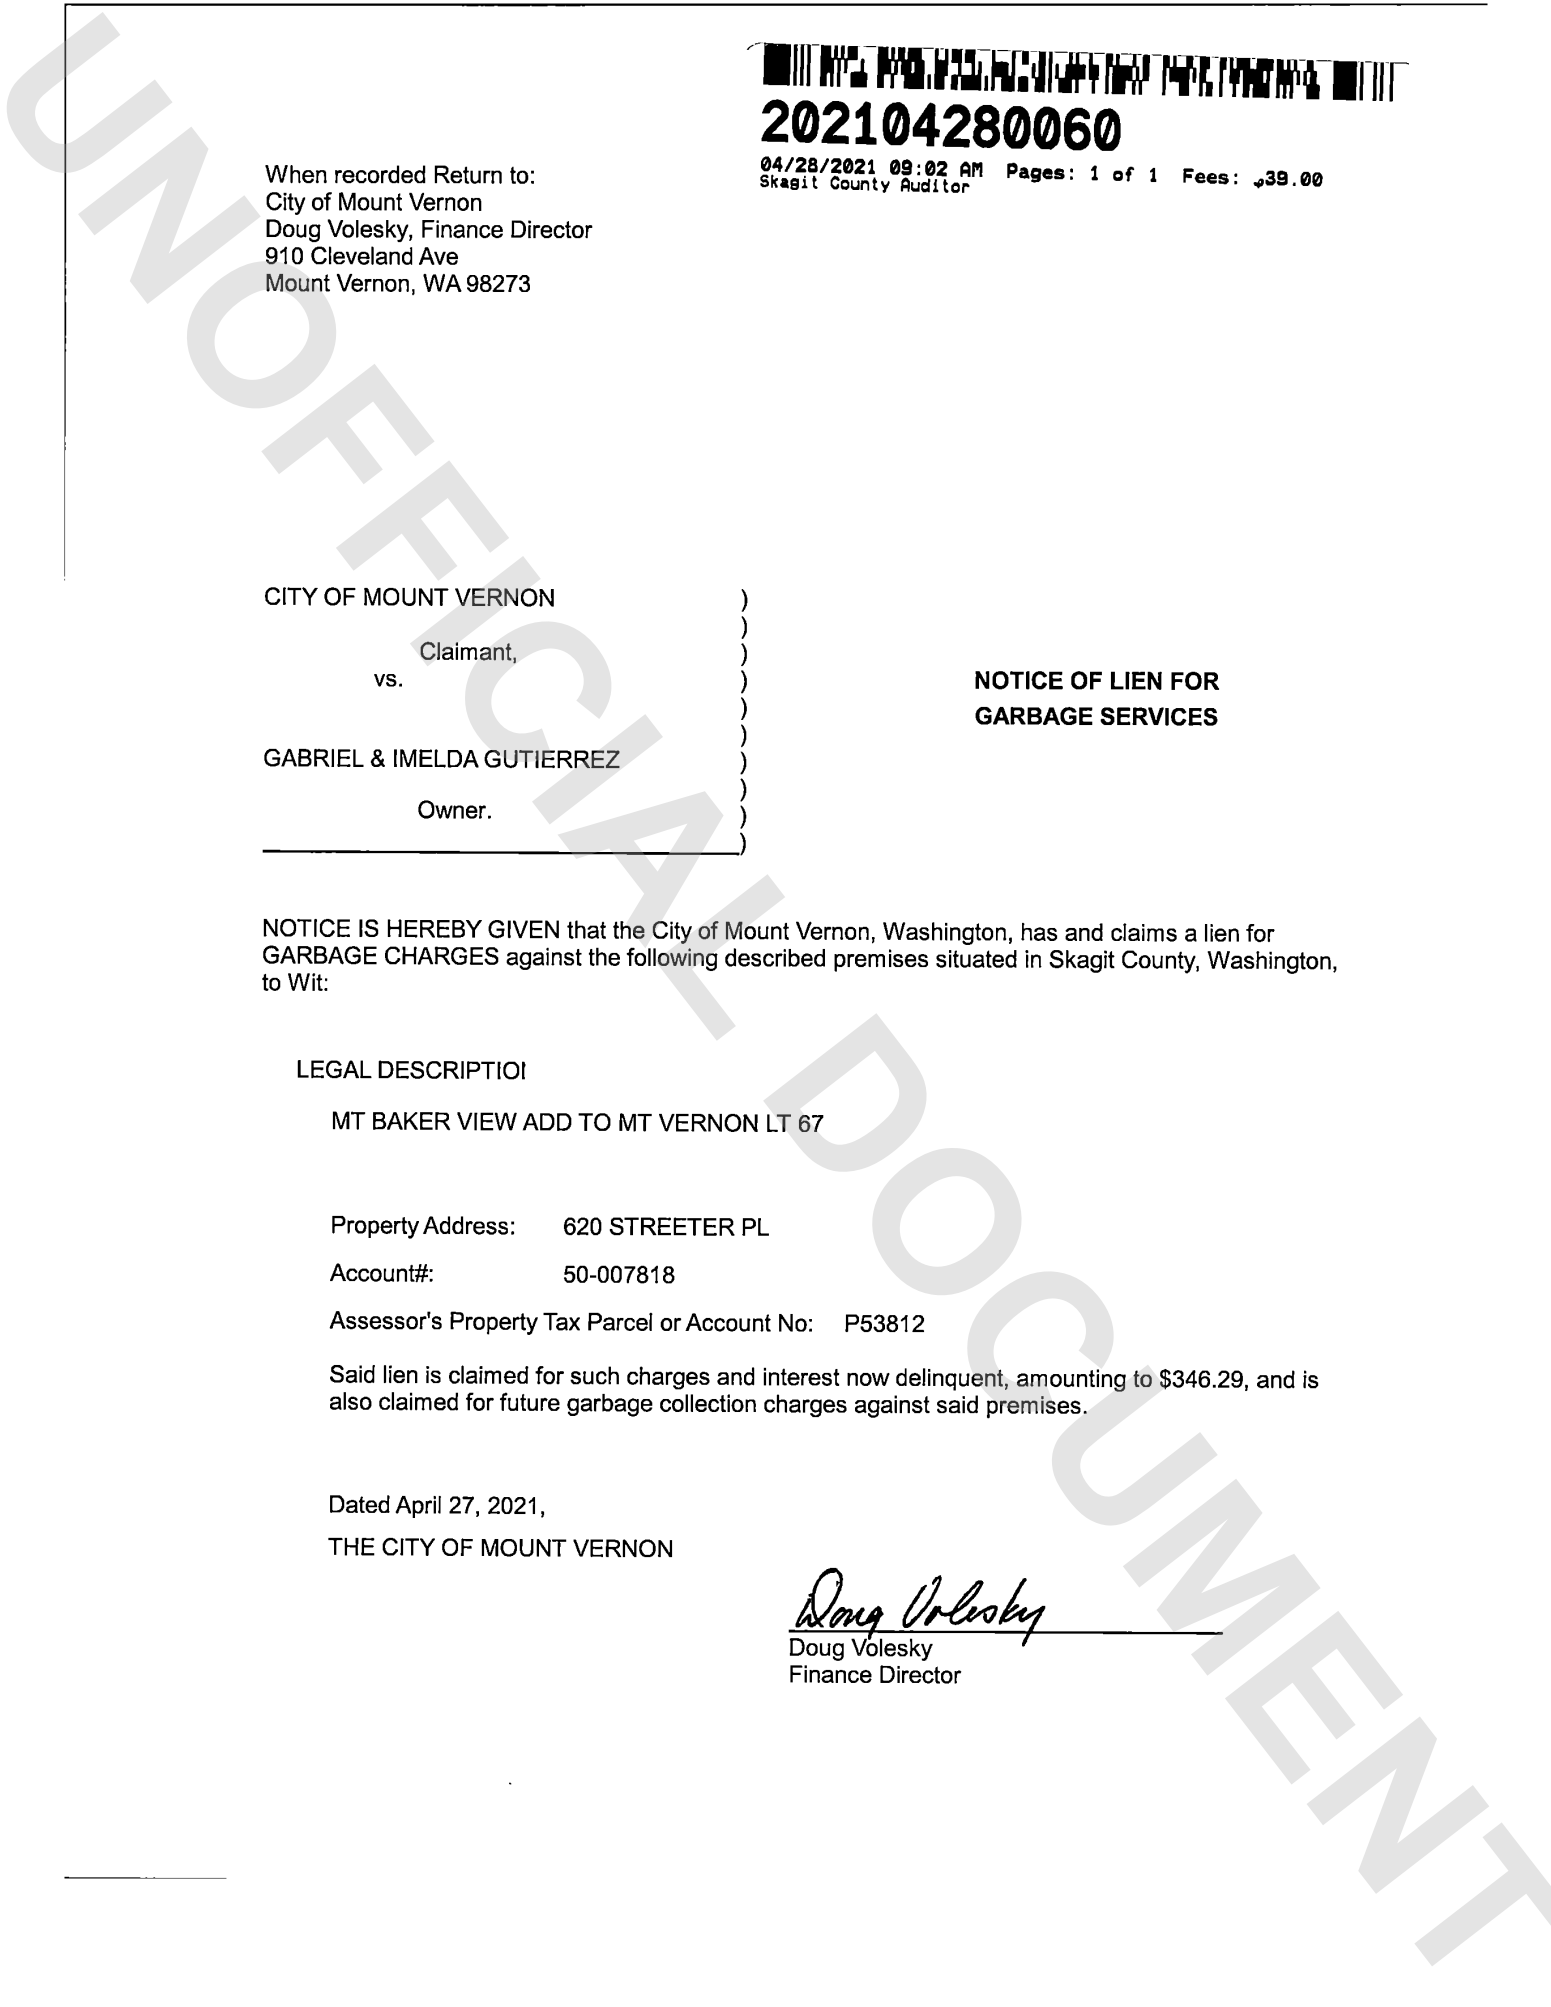 202104280060
04/28/2021 09:02 AM Pages: 1 of 1 Fees: 39.00
Skagit County Auditor
When recorded Return to:
City of Mount Vernon
Doug Volesky, Finance Director
910 Cleveland Ave
Mount Vernon, WA 98273
CITY OF MOUNT VERNON )
)
Claimant, )
vs. )
)
)
GABRIEL & IMELDA GUTIERREZ )
)
Owner. )
)
NOTICE OF LIEN FOR
GARBAGE SERVICES
NOTICE IS HEREBY GIVEN that the City of Mount Vernon, Washington, has and claims a lien for
GARBAGE CHARGES against the following described premises situated in Skagit County, Washington,
to Wit:
LEGAL DESCRIPTIOI
MT BAKER VIEW ADD TO MT VERNON LT 67
Property Address: 620 STREETER PL
Account#: 50-007818
Assessor's Property Tax Parcel or Account No: P53812
Said lien is claimed for such charges and interest now delinquent, amounting to $346.29, and is
also claimed for future garbage collection charges against said premises.
Dated April 27, 2021,
THE CITY OF MOUNT VERNON
Doug Volesky
Doug Volesky
Finance Director
UNOFFICIAL DOCUMENT